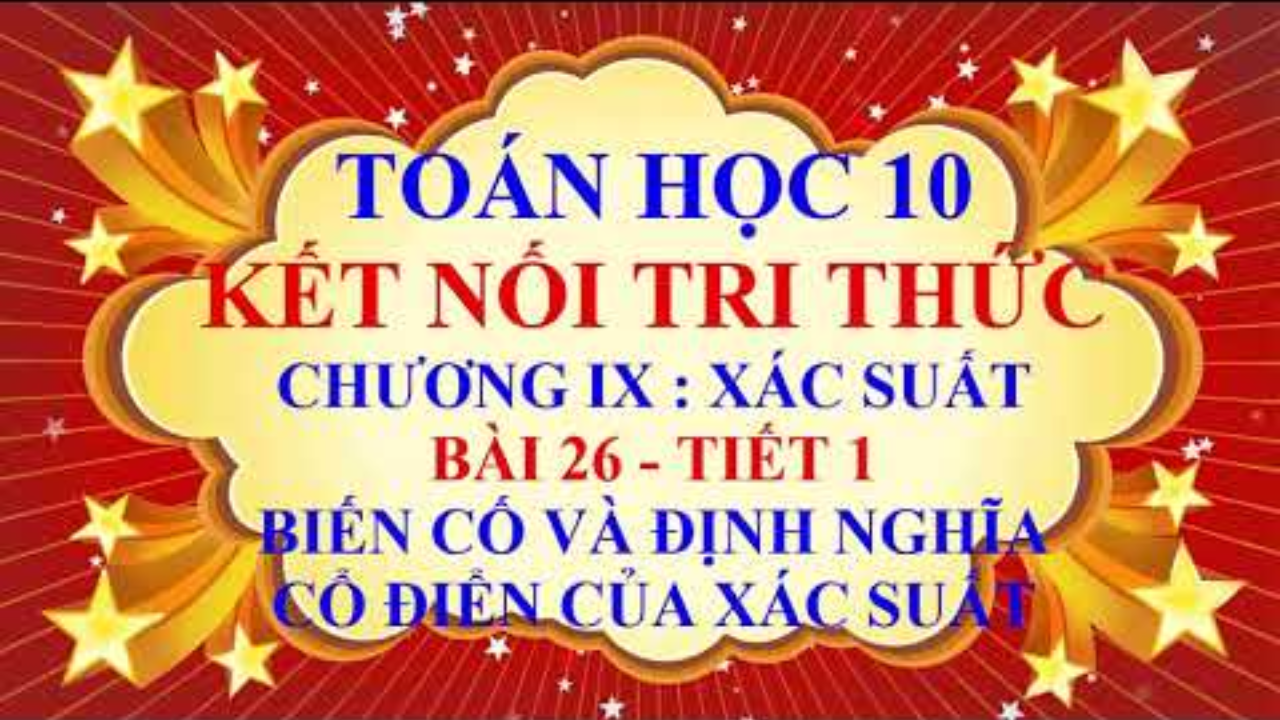 TOÁN HỌC 10
KẾT NỐI TRI THỨC
CHƯƠNG IX : XÁC SUẤT
BÀI 26 - TIẾT 1
BIẾN CỐ VÀ ĐỊNH NGHĨA
CỔ ĐIỂN CỦA XÁC SUẤT